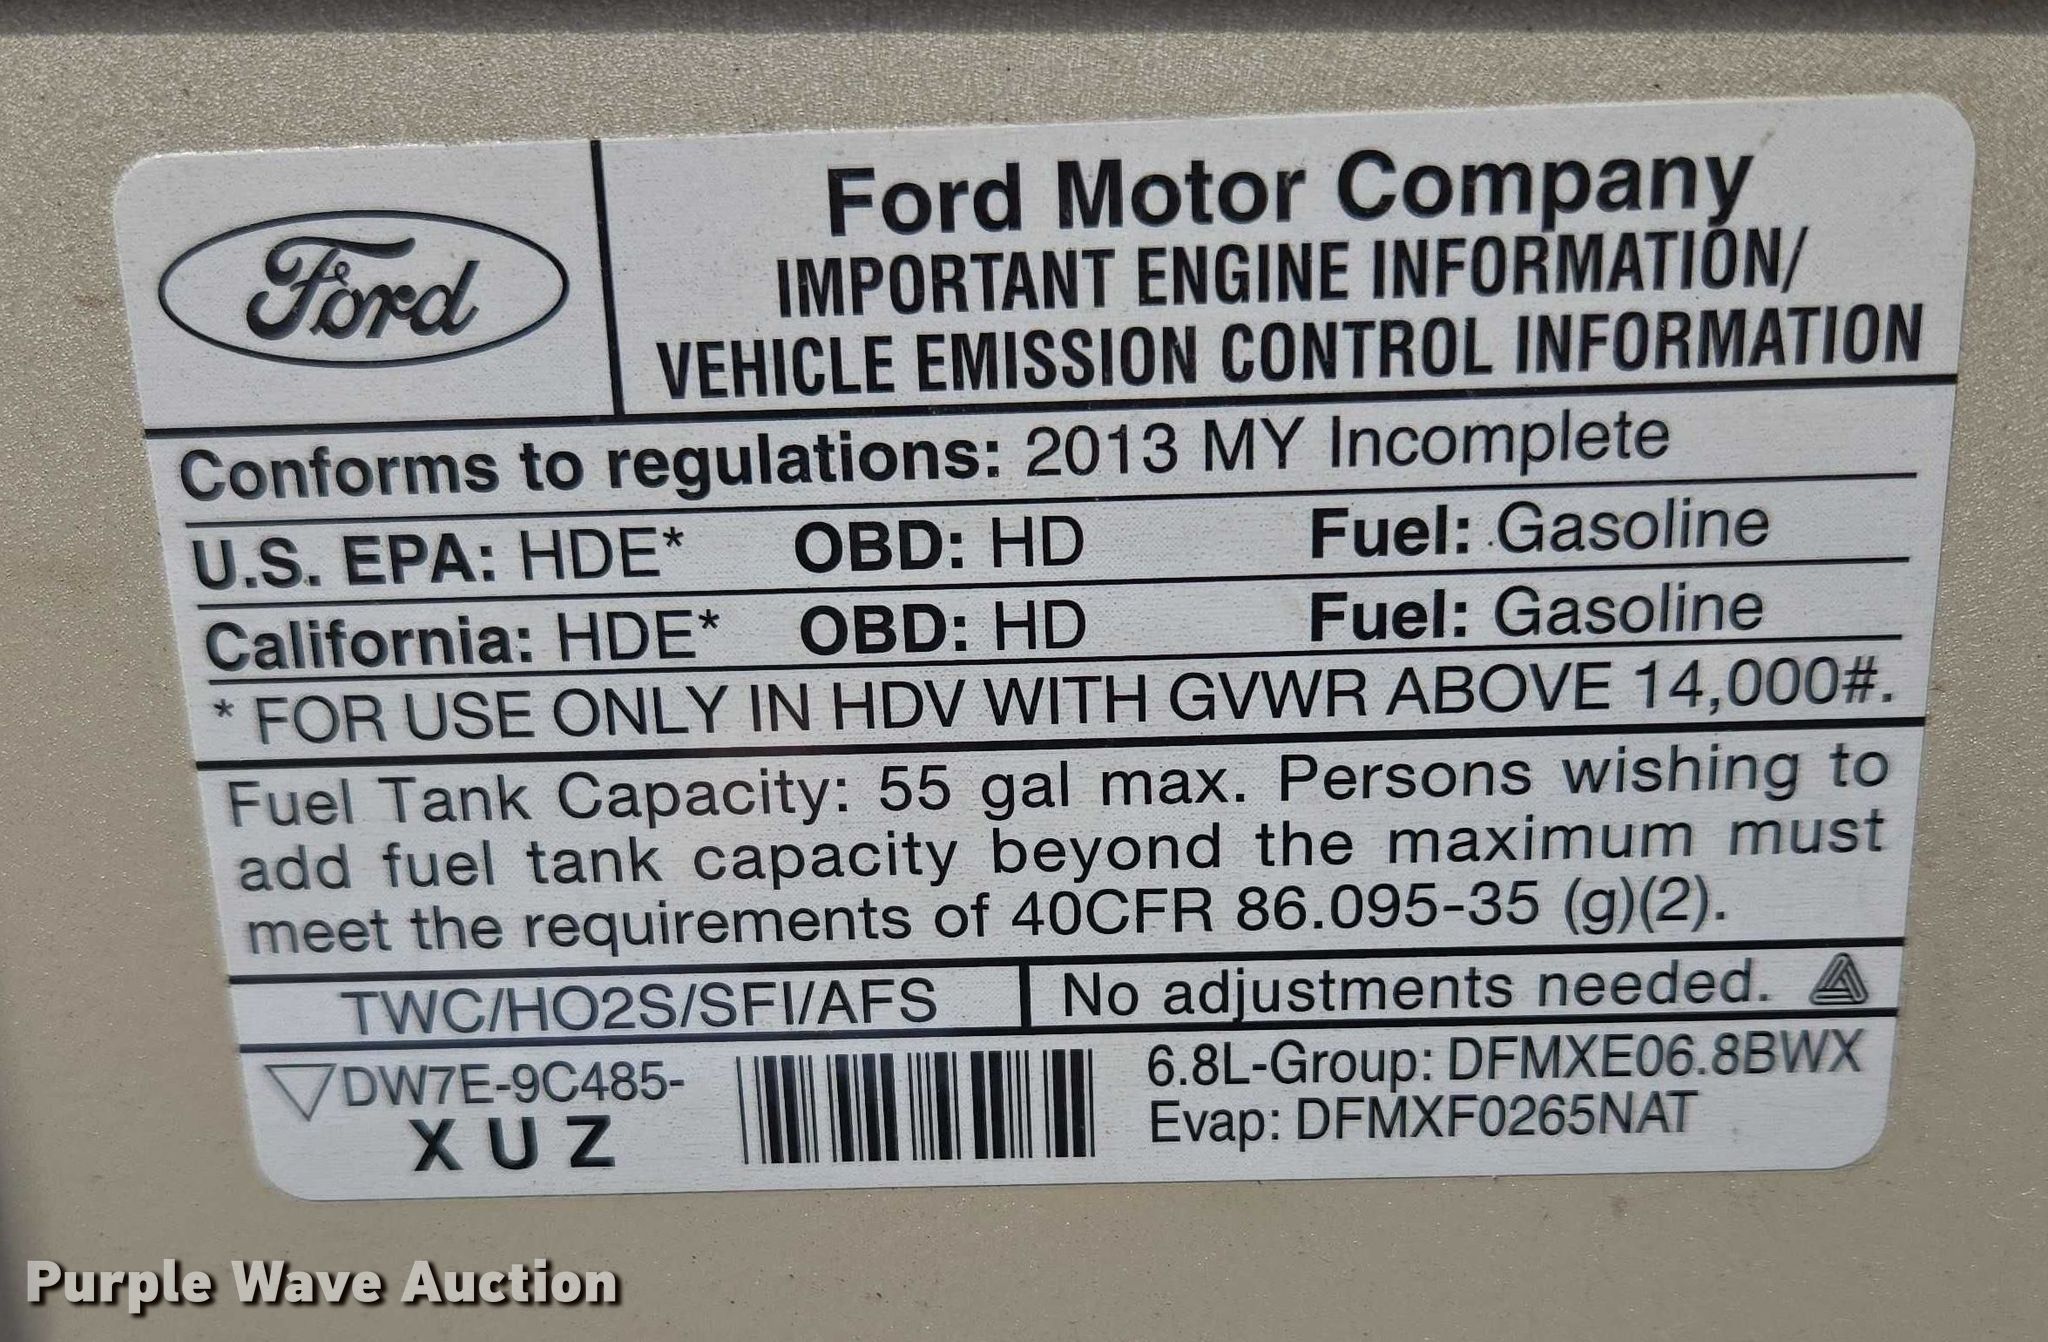 Ford
Ford Motor Company
IMPORTANT ENGINE INFORMATION/
VEHICLE EMISSION CONTROL INFORMATION
Conforms to regulations: 2013 MY Incomplete
U.S. EPA: HDE* OBD: HD Fuel: Gasoline
California: HDE* OBD: HD Fuel: Gasoline
* FOR USE ONLY IN HDV WITH GVWR ABOVE 14,000#.
Fuel Tank Capacity: 55 gal max. Persons wishing to
add fuel tank capacity beyond the maximum must
meet the requirements of 40CFR 86.095-35 (g)(2).
TWC/HO2S/SFI/AFS No adjustments needed.
DW7E-9C485-
XUZ
6.8L-Group: DFMXE06.8BWX
Evap: DFMXF0265NAT
Purple Wave Auction